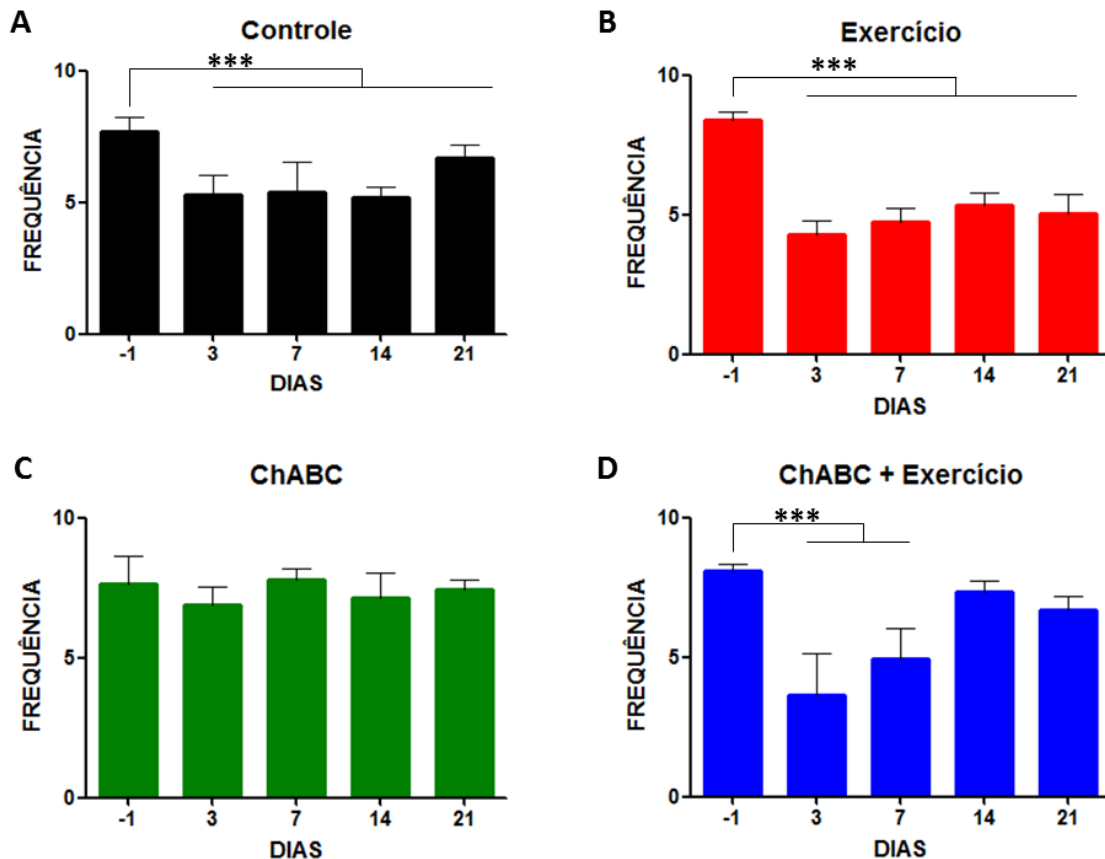 A
Controle
***
10
5
0
FREQUÊNCIA
-1 3 7 14 21
DIAS
B
Exercício
***
10
5
0
FREQUÊNCIA
-1 3 7 14 21
DIAS
C
ChABC
10
5
0
FREQUÊNCIA
-1 3 7 14 21
DIAS
D
ChABC + Exercício
***
10
5
0
FREQUÊNCIA
-1 3 7 14 21
DIAS